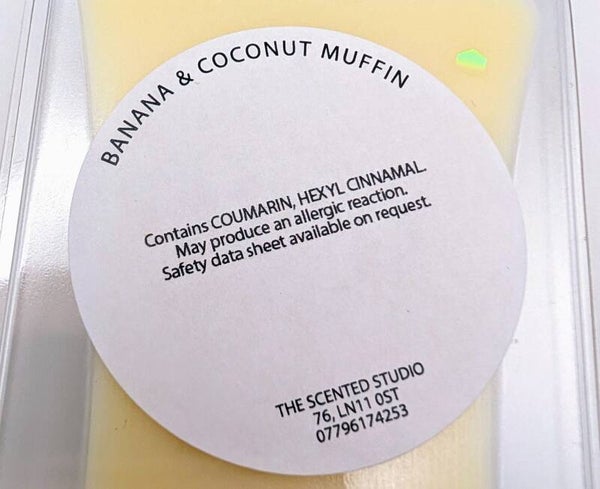 BANANA & COCONUT MUFFIN
Contains COUMARIN, HEXYL CINNAMAL.
May produce an allergic reaction.
Safety data sheet available on request.
THE SCENTED STUDIO
76, LN11 0ST
07796174253